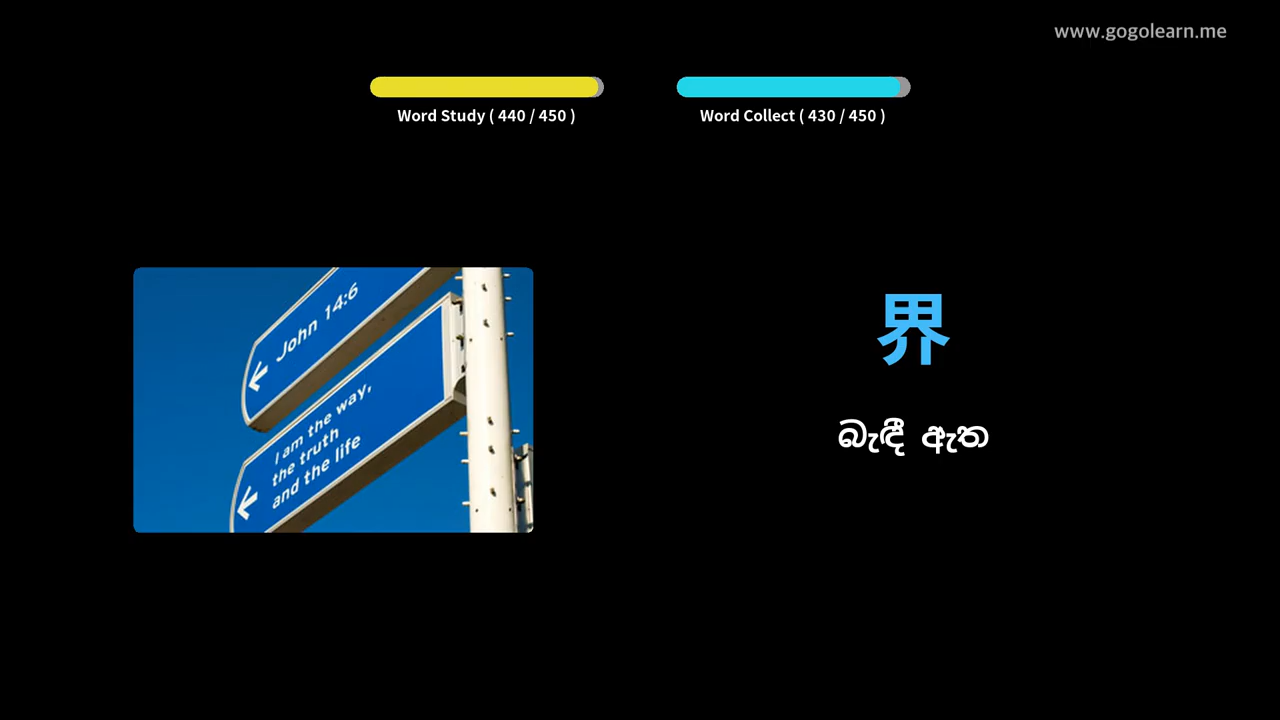 www.gogolearn.me
Word Study ( 440 / 450 )
Word Collect ( 430 / 450 )
John 14:6
I am the way,
the truth
and the life
界
බැඳී ඇත